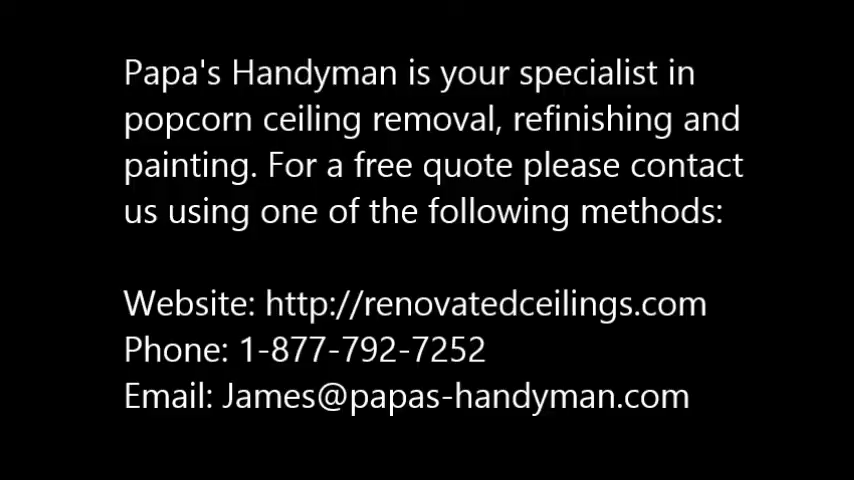 Papa's Handyman is your specialist in
popcorn ceiling removal, refinishing and
painting. For a free quote please contact
us using one of the following methods:
Website: http://renovatedceilings.com
Phone: 1-877-792-7252
Email: James@papas-handyman.com